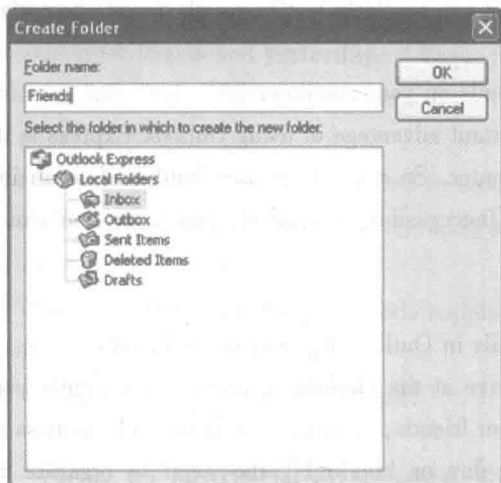 Create Folder
Folder name:
OK
Friends
Cancel
Select the folder in which to create the new folder:
Outlook Express
Local Folders
Inbox
Outbox
Sent Items
Deleted Items
Drafts